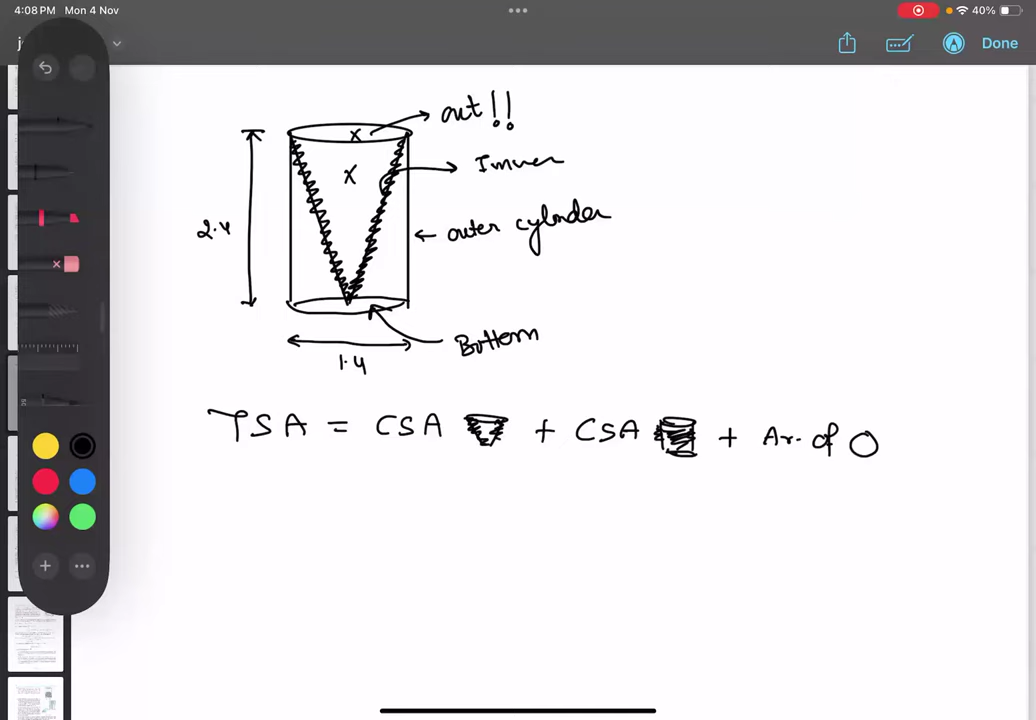 4:08 PM Mon 4 Nov
40%
Done
out!!
Inner
2.4
outer cylinder
Bottom
1.4
TSA = CSA + CSA + Ar. of